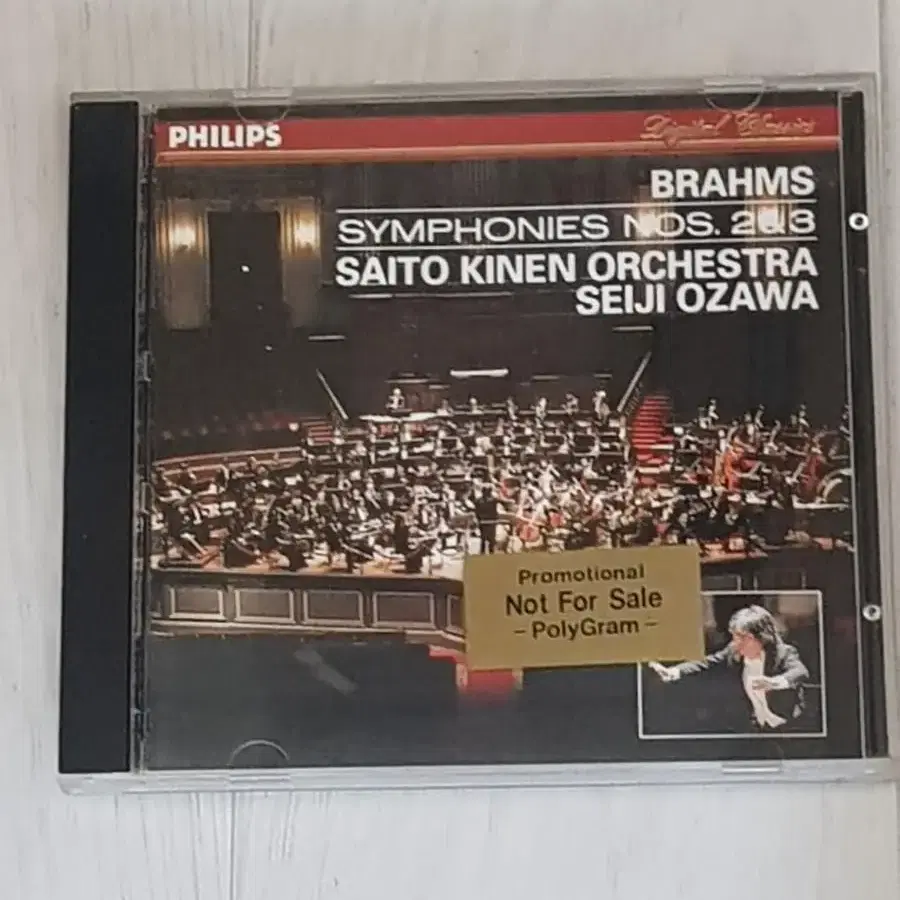 PHILIPS
Digital Classics
BRAHMS
SYMPHONIES NOS. 2&3
SAITO KINEN ORCHESTRA
SEIJI OZAWA
Promotional
Not For Sale
- PolyGram -